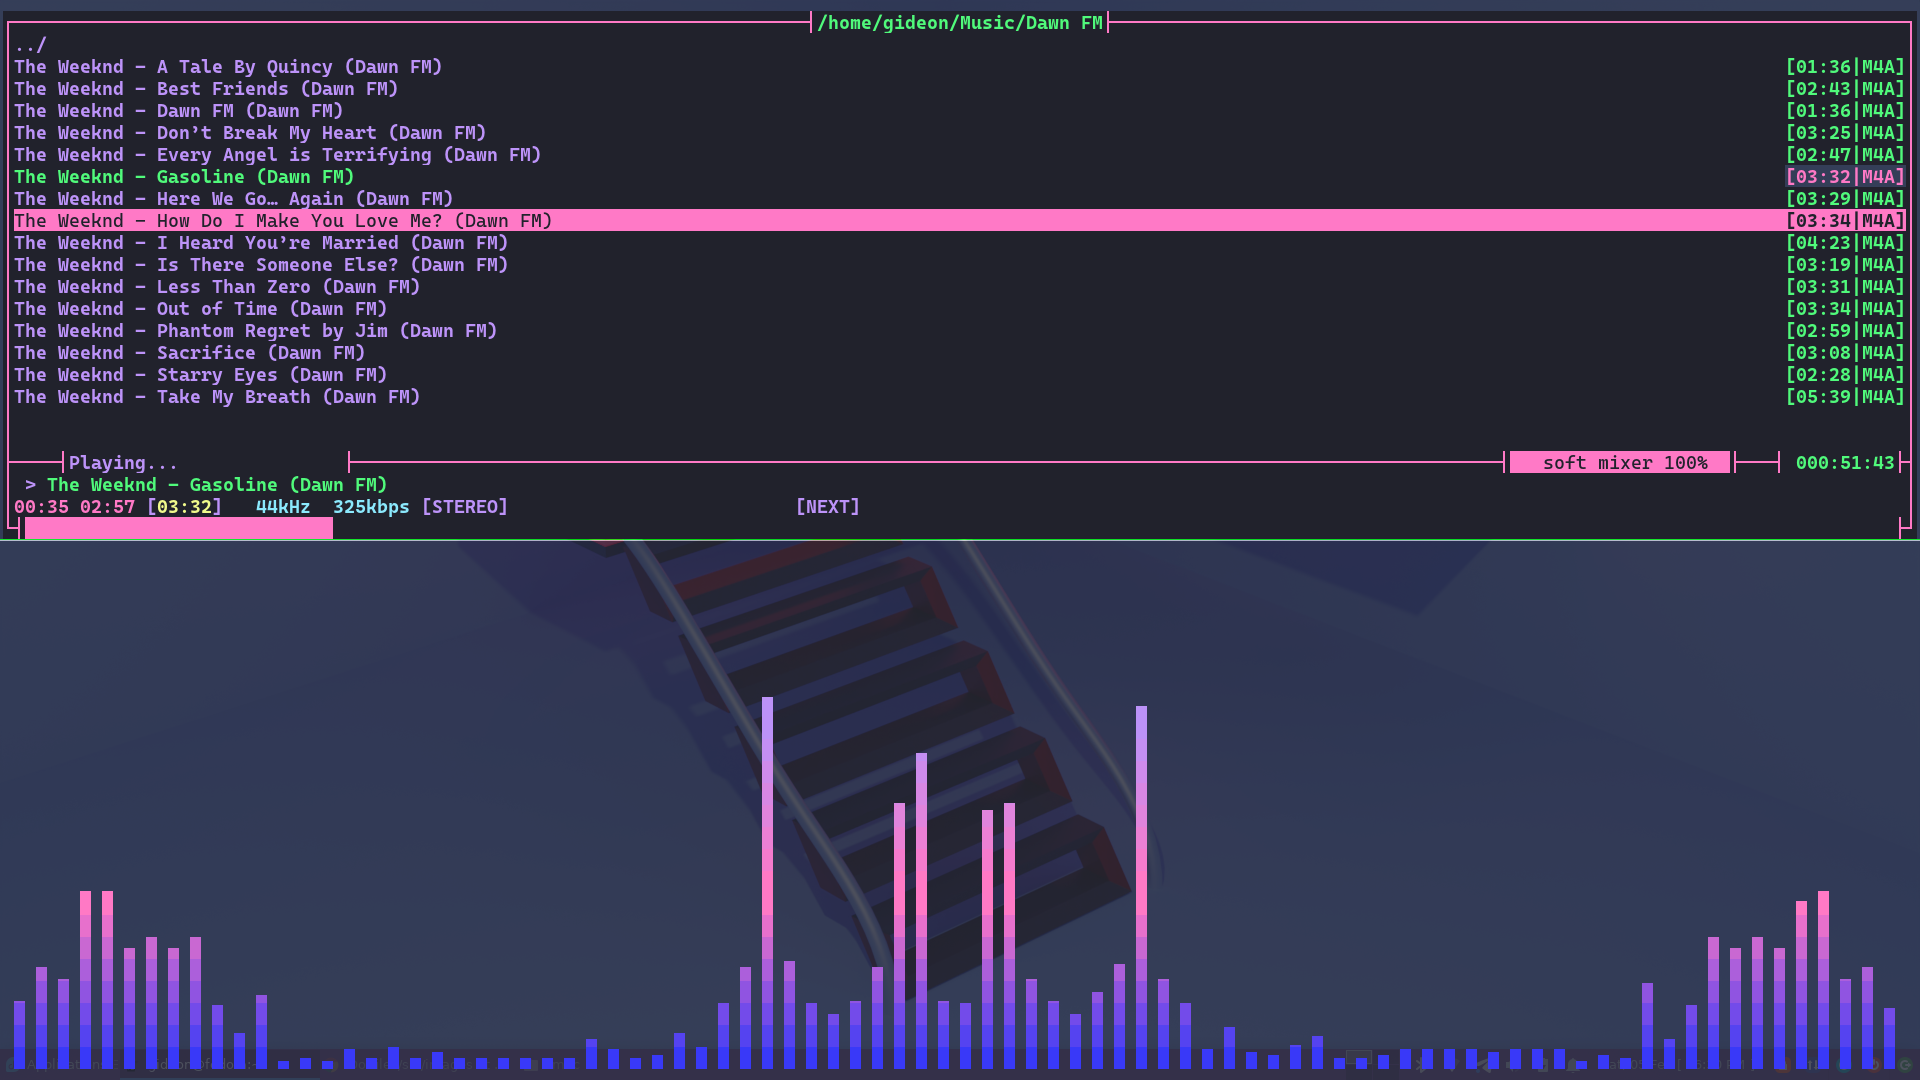 /home/gideon/Music/Dawn FM
../
The Weeknd – A Tale By Quincy (Dawn FM) [01:36|M4A]
The Weeknd – Best Friends (Dawn FM) [02:43|M4A]
The Weeknd – Dawn FM (Dawn FM) [01:36|M4A]
The Weeknd – Don’t Break My Heart (Dawn FM) [03:25|M4A]
The Weeknd – Every Angel is Terrifying (Dawn FM) [02:47|M4A]
The Weeknd – Gasoline (Dawn FM) [03:32|M4A]
The Weeknd – Here We Go… Again (Dawn FM) [03:29|M4A]
The Weeknd – How Do I Make You Love Me? (Dawn FM) [03:34|M4A]
The Weeknd – I Heard You’re Married (Dawn FM) [04:23|M4A]
The Weeknd – Is There Someone Else? (Dawn FM) [03:19|M4A]
The Weeknd – Less Than Zero (Dawn FM) [03:31|M4A]
The Weeknd – Out of Time (Dawn FM) [03:34|M4A]
The Weeknd – Phantom Regret by Jim (Dawn FM) [02:59|M4A]
The Weeknd – Sacrifice (Dawn FM) [03:08|M4A]
The Weeknd – Starry Eyes (Dawn FM) [02:28|M4A]
The Weeknd – Take My Breath (Dawn FM) [05:39|M4A]
Playing... soft mixer 100% 000:51:43
> The Weeknd – Gasoline (Dawn FM)
00:35 02:57 [03:32] 44kHz 325kbps [STEREO] [NEXT]